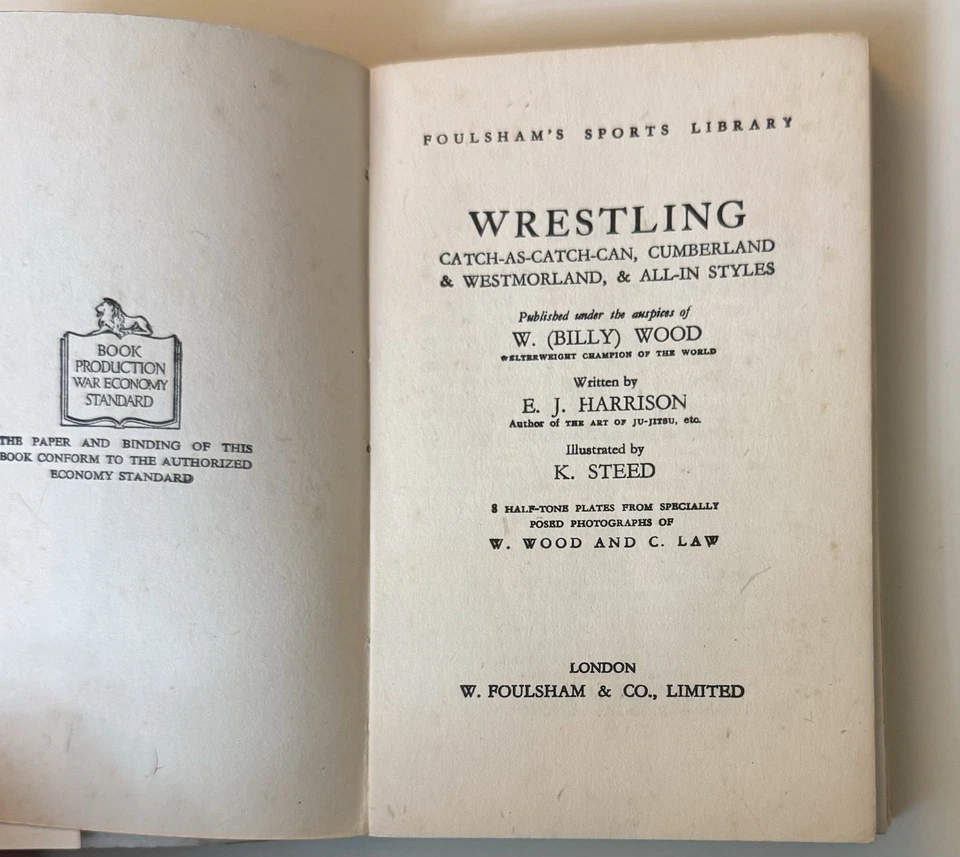 BOOK
PRODUCTION
WAR ECONOMY
STANDARD
THE PAPER AND BINDING OF THIS
BOOK CONFORM TO THE AUTHORIZED
ECONOMY STANDARD
FOULSHAM'S SPORTS LIBRARY
WRESTLING
CATCH-AS-CATCH-CAN, CUMBERLAND
& WESTMORLAND, & ALL-IN STYLES
Published under the auspices of
W. (BILLY) WOOD
WELTERWEIGHT CHAMPION OF THE WORLD
Written by
E. J. HARRISON
Author of THE ART OF JU-JITSU, etc.
Illustrated by
K. STEED
8 HALF-TONE PLATES FROM SPECIALLY
POSED PHOTOGRAPHS OF
W. WOOD AND C. LAW
LONDON
W. FOULSHAM & CO., LIMITED